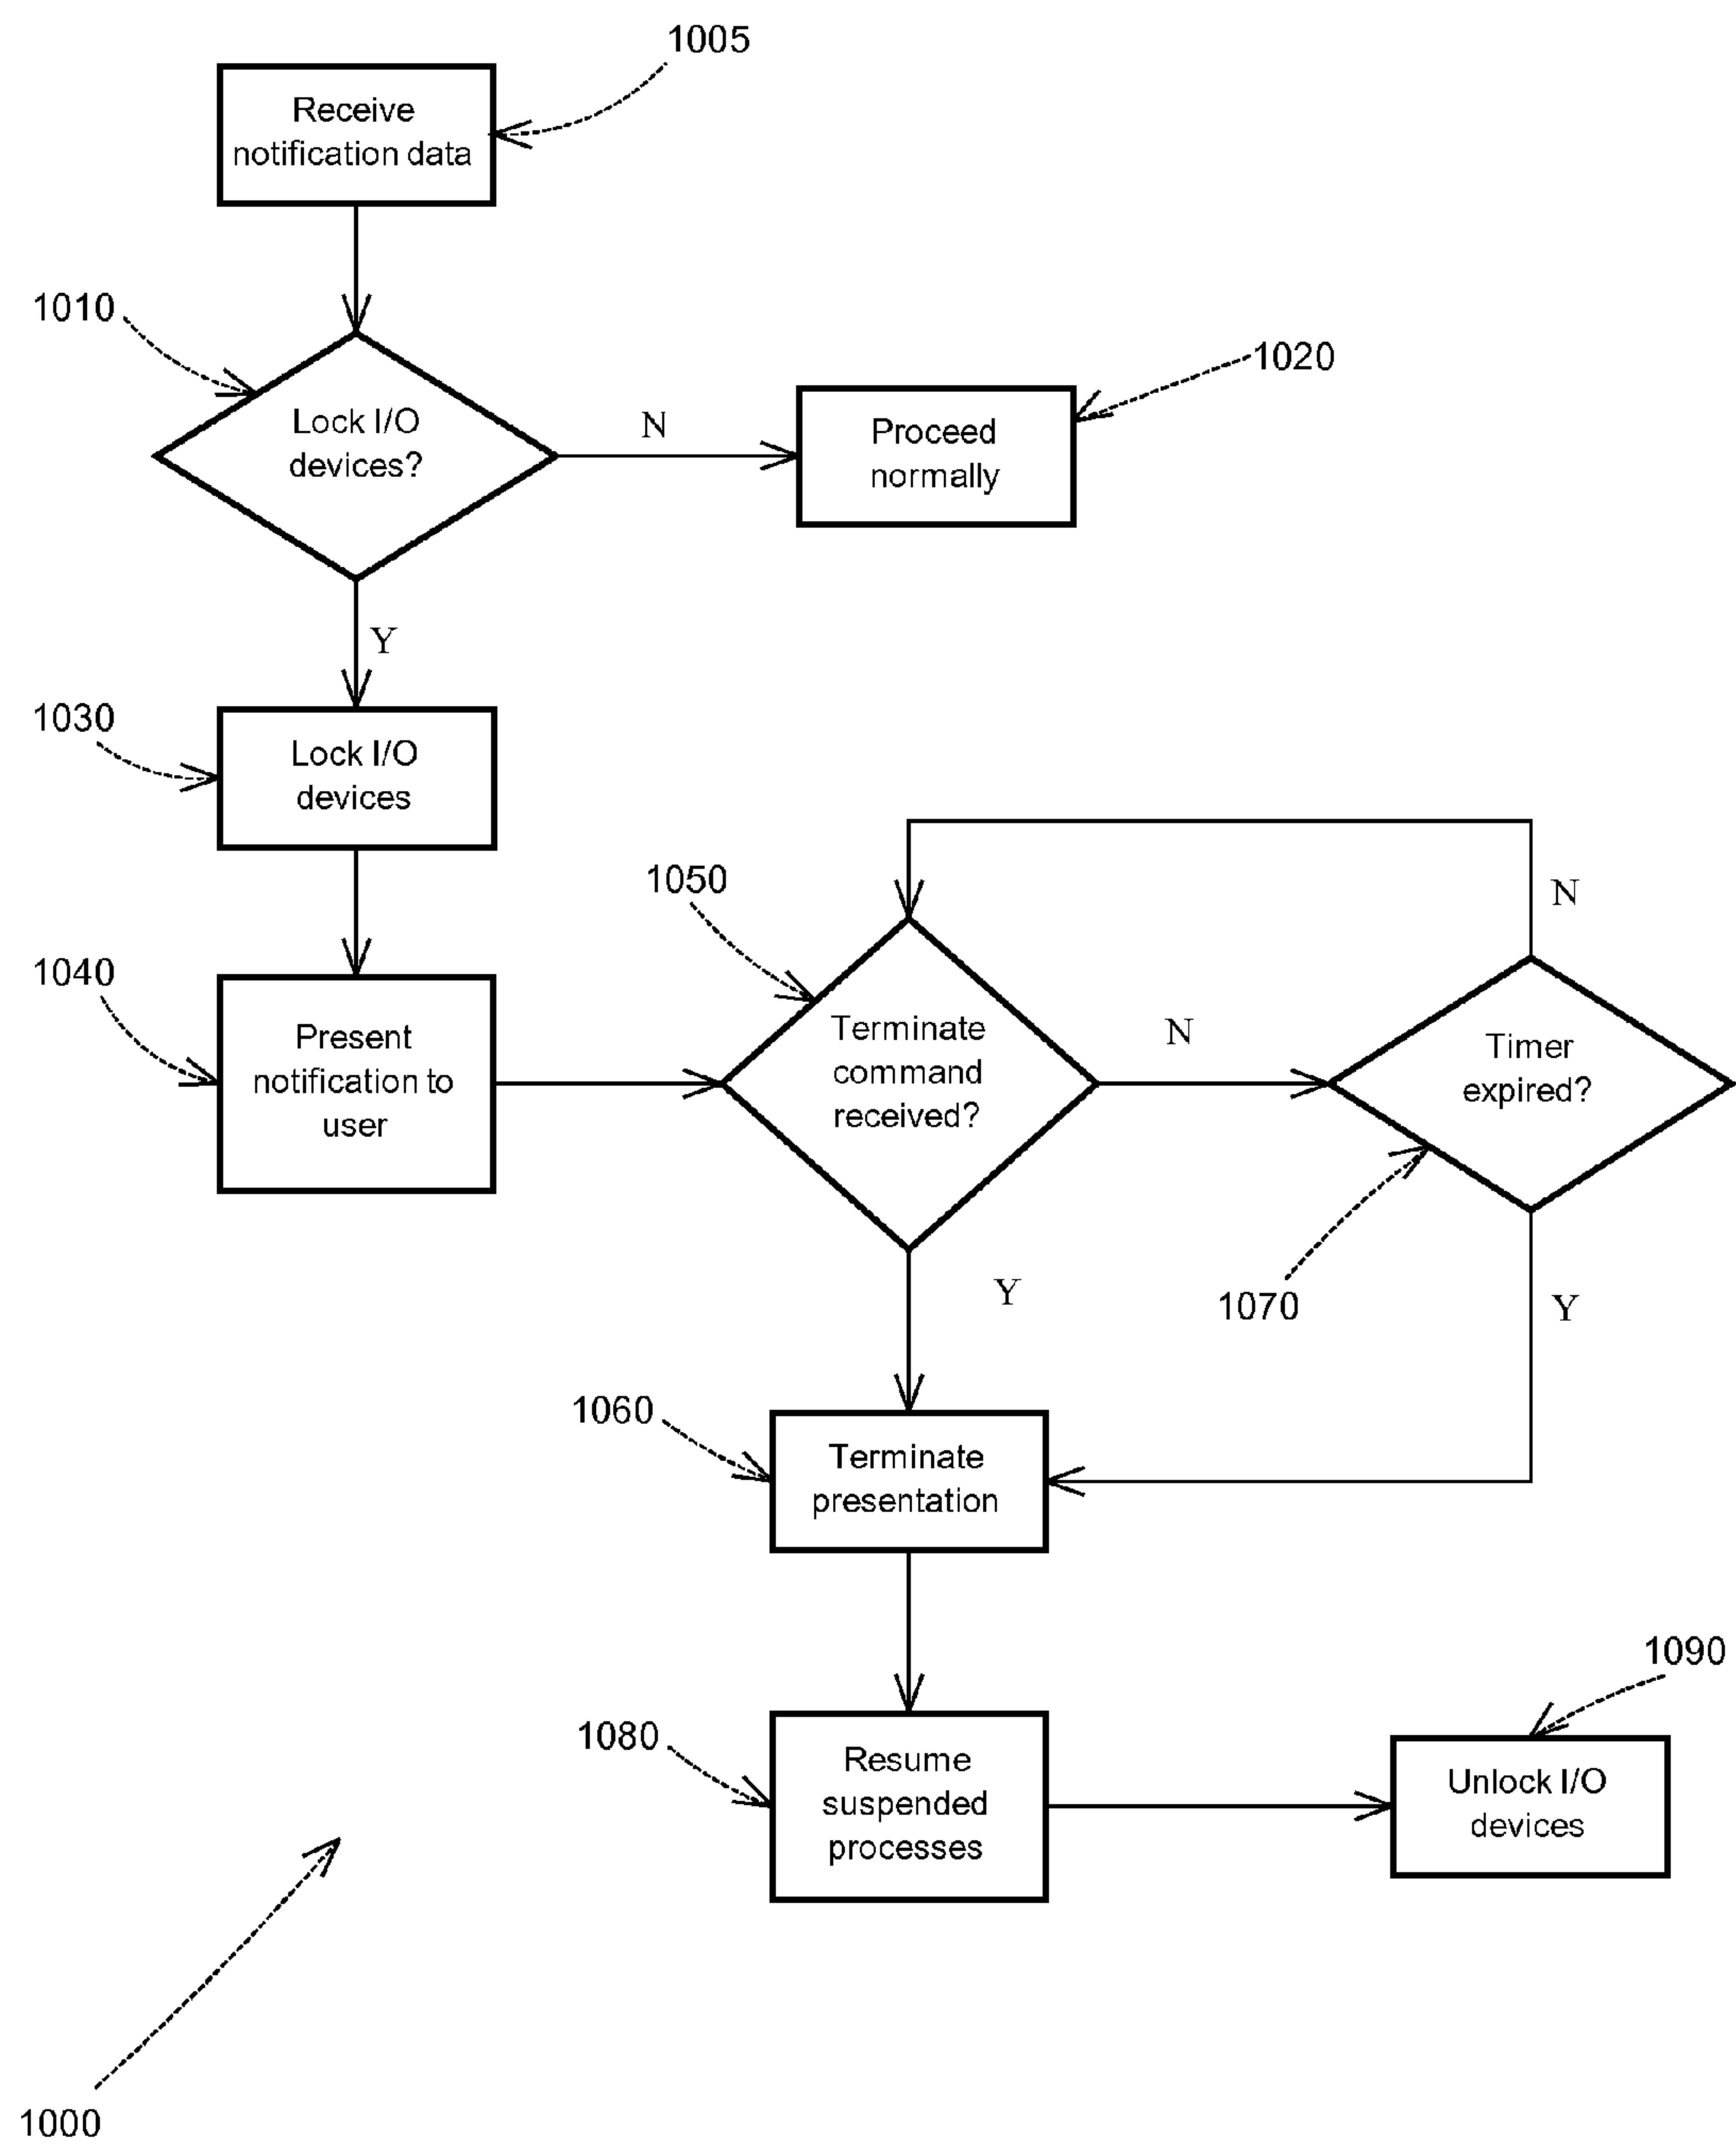 1005
Receive
notification data
1010
Lock I/O
devices?
N
1020
Proceed
normally
Y
1030
Lock I/O
devices
1040
Present
notification to
user
1050
Terminate
command
received?
N
Timer
expired?
N
1070
Y
Y
1060
Terminate
presentation
1080
Resume
suspended
processes
1090
Unlock I/O
devices
1000